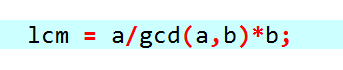 lcm = a/gcd(a,b)*b;